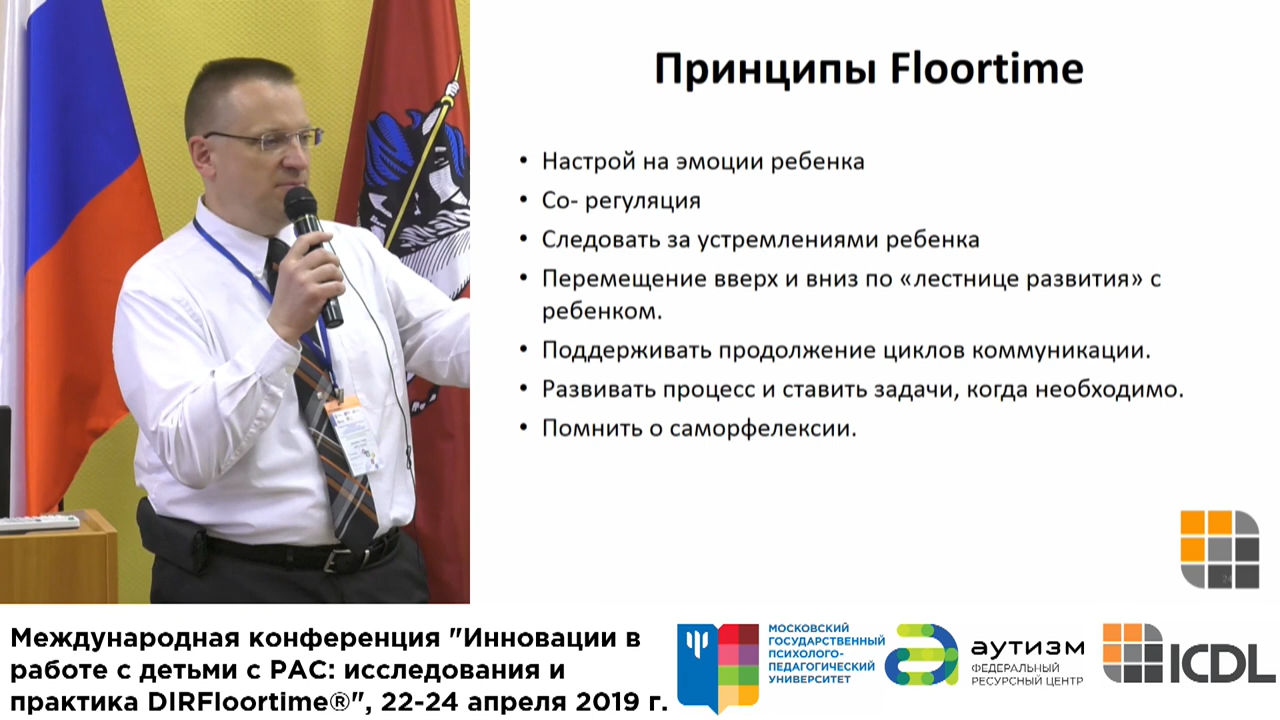 Принципы Floortime
• Настрой на эмоции ребенка
• Со- регуляция
• Следовать за устремлениями ребенка
• Перемещение вверх и вниз по «лестнице развития» с
ребенком.
• Поддерживать продолжение циклов коммуникации.
• Развивать процесс и ставить задачи, когда необходимо.
• Помнить о саморфелексии.
24
Международная конференция "Инновации в
работе с детьми с РАС: исследования и
практика DIRFloortime®", 22-24 апреля 2019 г.
МОСКОВСКИЙ
ГОСУДАРСТВЕННЫЙ
ПСИХОЛОГО-
ПЕДАГОГИЧЕСКИЙ
УНИВЕРСИТЕТ
аутизм
ФЕДЕРАЛЬНЫЙ
РЕСУРСНЫЙ ЦЕНТР
ICDL